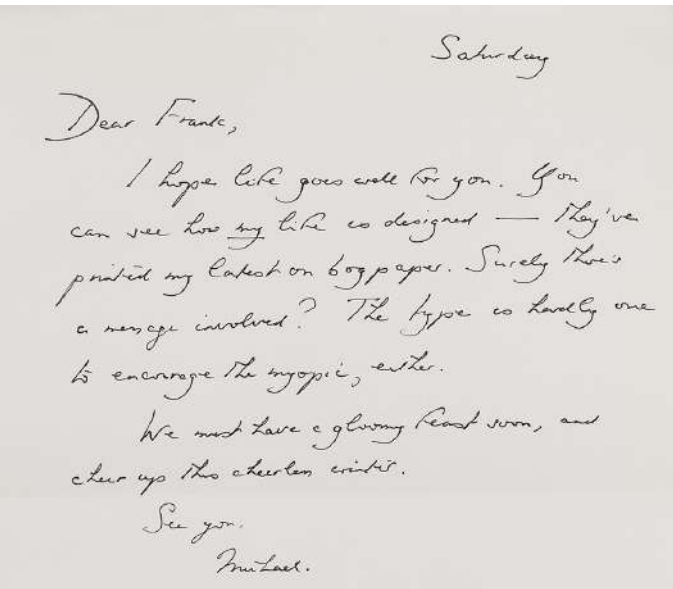 Saturday
Dear Frank,
I hope life goes well for you. You
can see how my life is designed — They've
printed my latest on bog paper. Surely there's
a message involved? The type is hardly one
to encourage the myopic, either.
We must have a gloomy feast soon, and
cheer up this cheerless winter.
See you.
Michael.